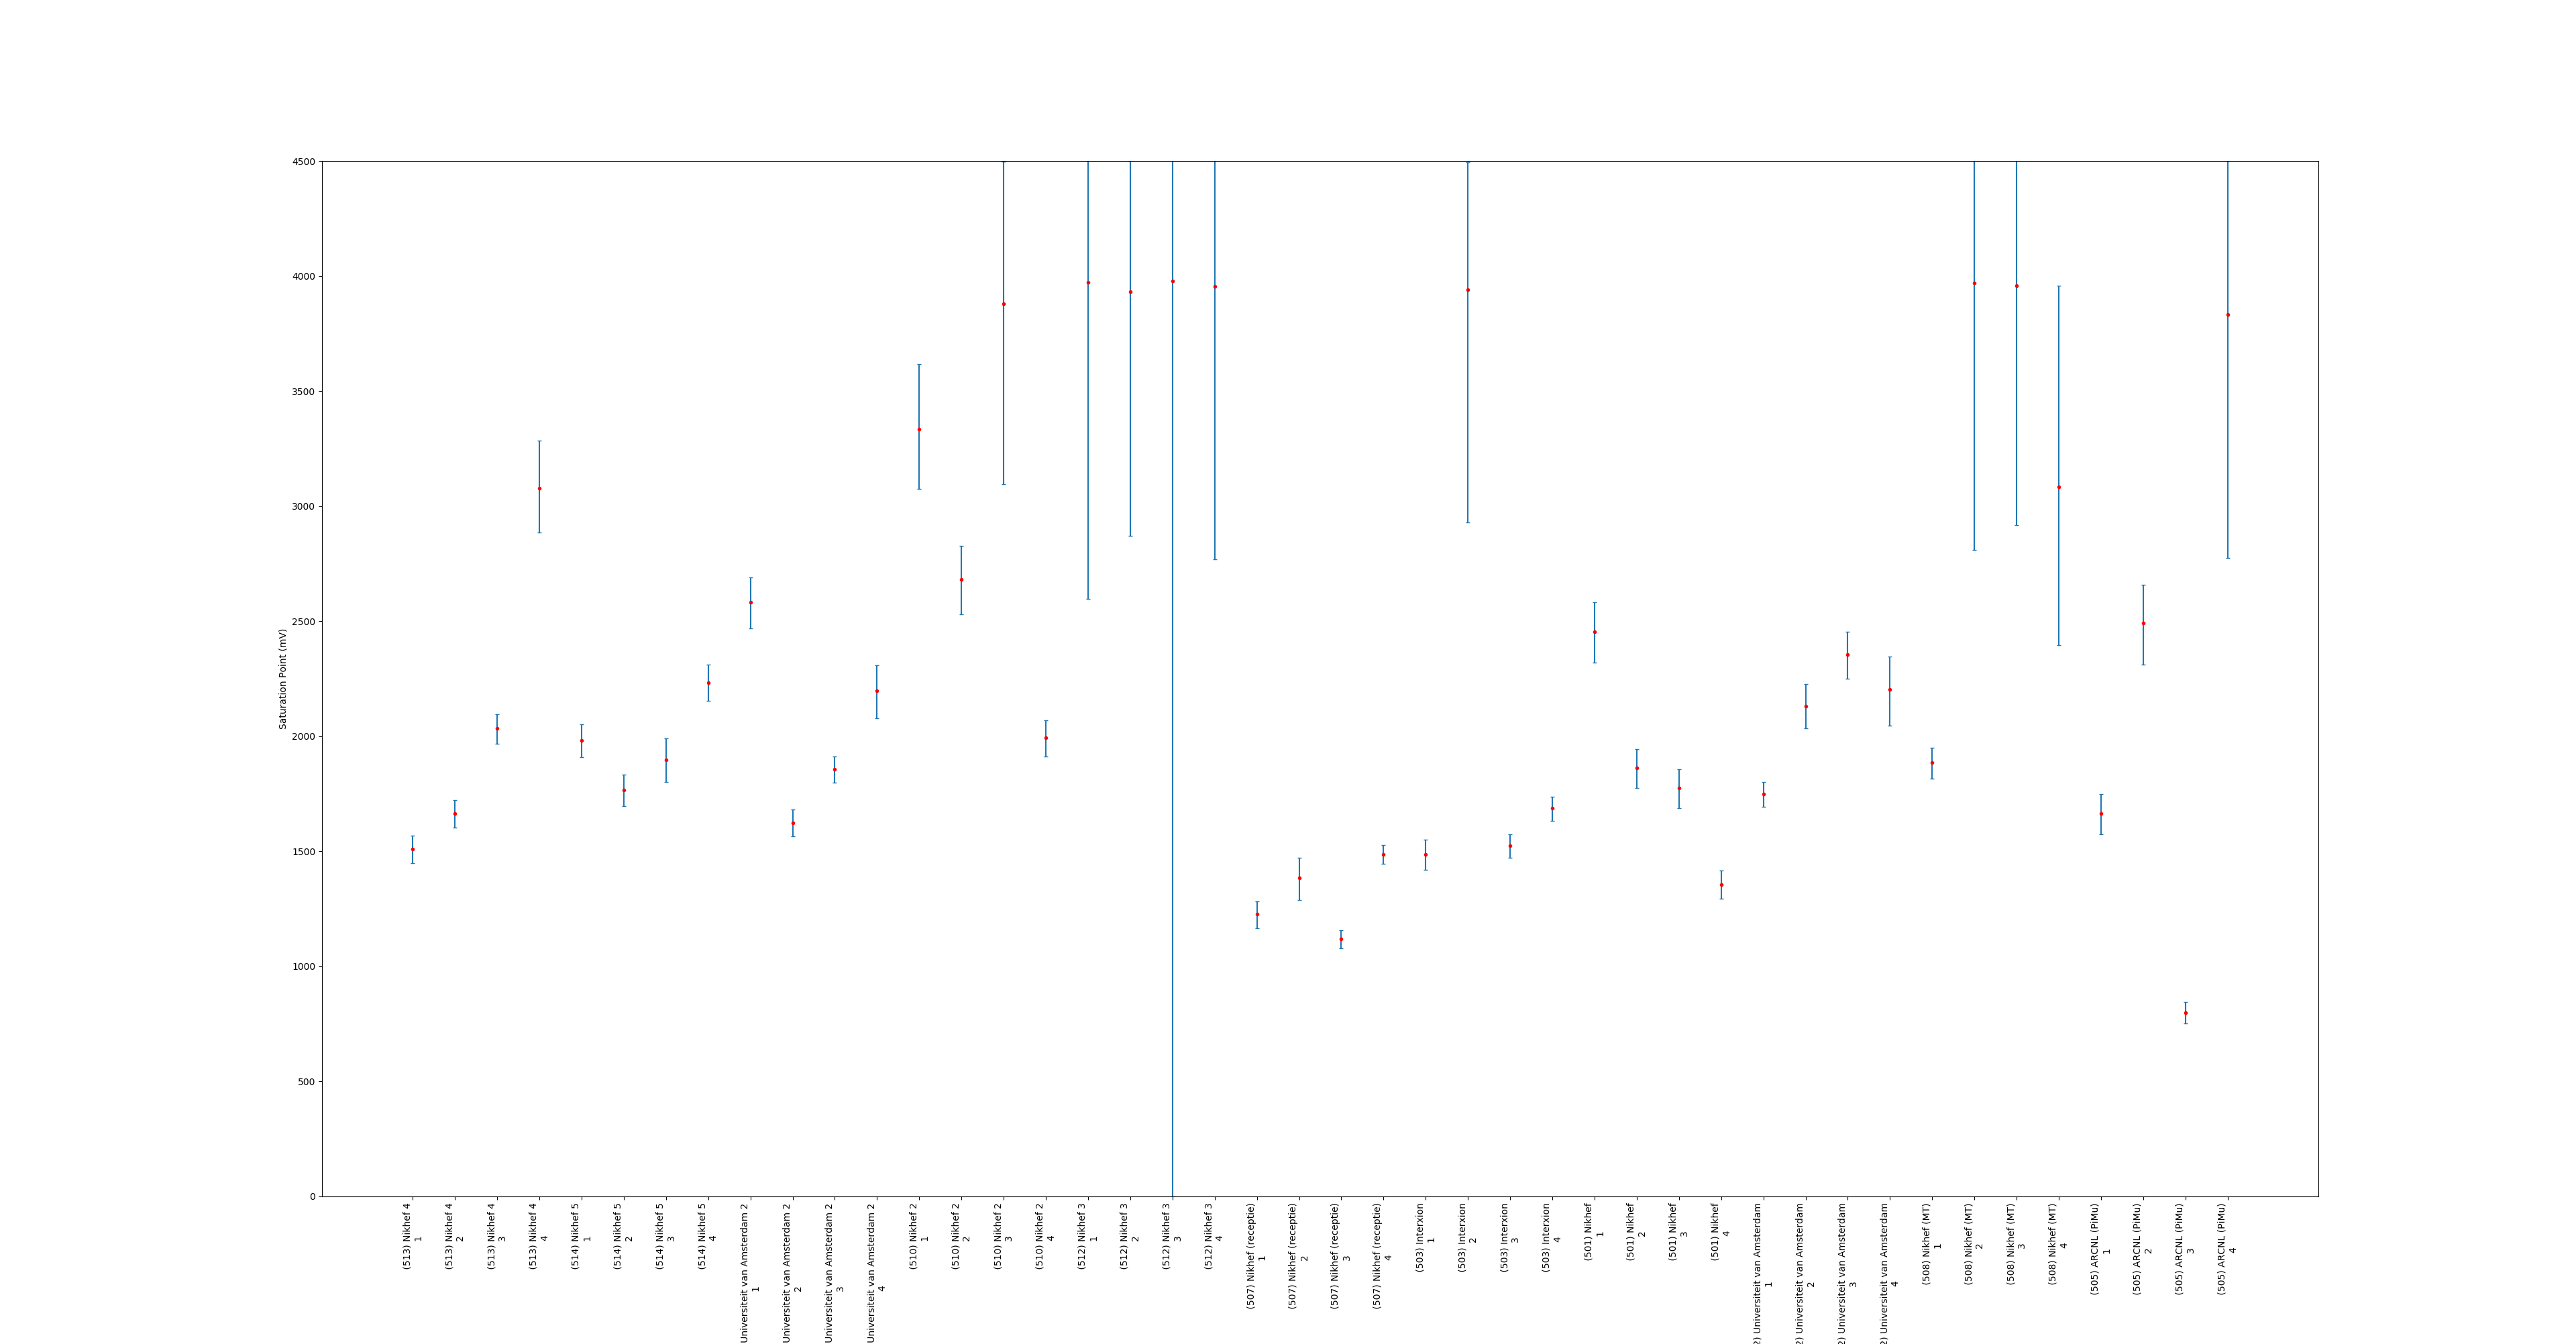 4500
4000
3500
3000
2500
2000
1500
1000
500
0
Saturation Point (mV)
(513) Nikhef 4
1
(513) Nikhef 4
2
(513) Nikhef 4
3
(513) Nikhef 4
4
(514) Nikhef 5
1
(514) Nikhef 5
2
(514) Nikhef 5
3
(514) Nikhef 5
4
Universiteit van Amsterdam 2
1
Universiteit van Amsterdam 2
2
Universiteit van Amsterdam 2
3
Universiteit van Amsterdam 2
4
(510) Nikhef 2
1
(510) Nikhef 2
2
(510) Nikhef 2
3
(510) Nikhef 2
4
(512) Nikhef 3
1
(512) Nikhef 3
2
(512) Nikhef 3
3
(512) Nikhef 3
4
(507) Nikhef (receptie)
1
(507) Nikhef (receptie)
2
(507) Nikhef (receptie)
3
(507) Nikhef (receptie)
4
(503) Interxion
1
(503) Interxion
2
(503) Interxion
3
(503) Interxion
4
(501) Nikhef
1
(501) Nikhef
2
(501) Nikhef
3
(501) Nikhef
4
2) Universiteit van Amsterdam
1
2) Universiteit van Amsterdam
2
2) Universiteit van Amsterdam
3
2) Universiteit van Amsterdam
4
(508) Nikhef (MT)
1
(508) Nikhef (MT)
2
(508) Nikhef (MT)
3
(508) Nikhef (MT)
4
(505) ARCNL (PiMu)
1
(505) ARCNL (PiMu)
2
(505) ARCNL (PiMu)
3
(505) ARCNL (PiMu)
4